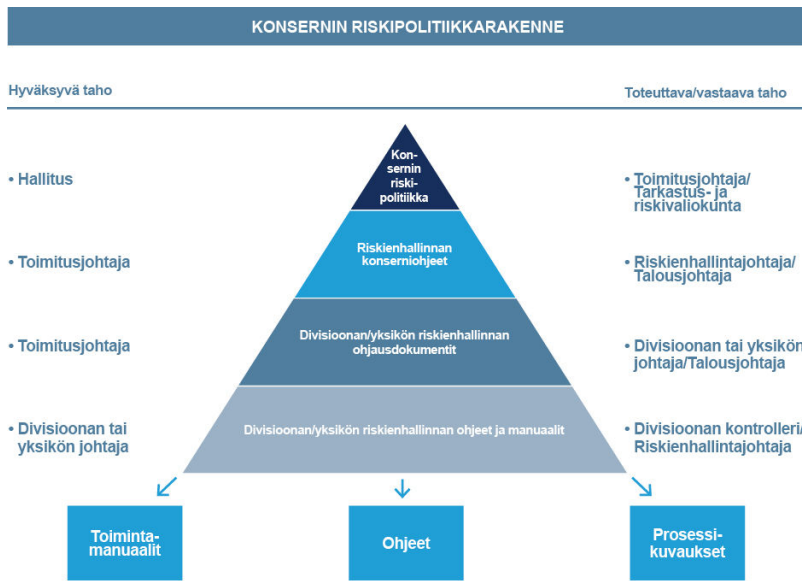 KONSERNIN RISKIPOLITIIKKARAKENNE
Hyväksyvä taho
Toteuttava/vastaava taho
• Hallitus
Kon-
sernin
riski-
politiikka
• Toimitusjohtaja/
Tarkastus- ja
riskivaliokunta
• Toimitusjohtaja
Riskienhallinnan
konserniohjeet
• Riskienhallintajohtaja/
Talousjohtaja
• Toimitusjohtaja
Divisioonan/yksikön riskienhallinnan
ohjausdokumentit
• Divisioonan tai yksikön
johtaja/Talousjohtaja
• Divisioonan tai
yksikön johtaja
Divisioonan/yksikön riskienhallinnan ohjeet ja manuaalit
• Divisioonan kontrolleri/
Riskienhallintajohtaja
Toiminta-
manuaalit
Ohjeet
Prosessi-
kuvaukset